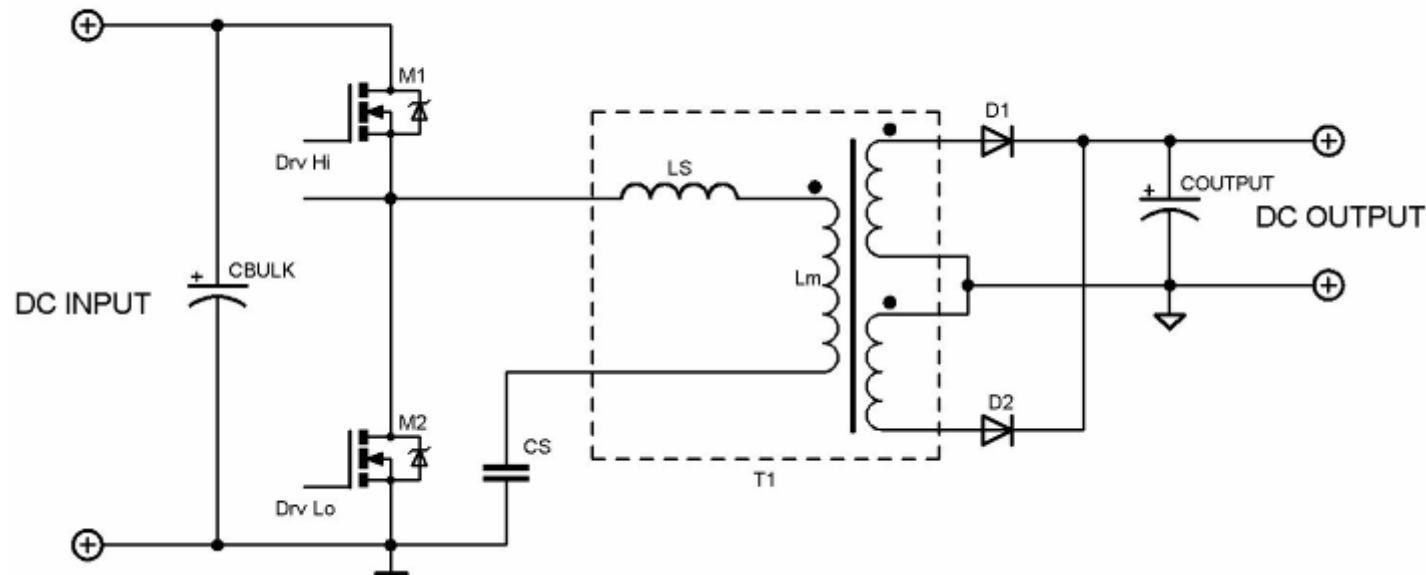 M1
D1
Drv Hi
LS
COUTPUT
+
DC OUTPUT
CBULK
+
Lm
DC INPUT
M2
D2
CS
T1
Drv Lo